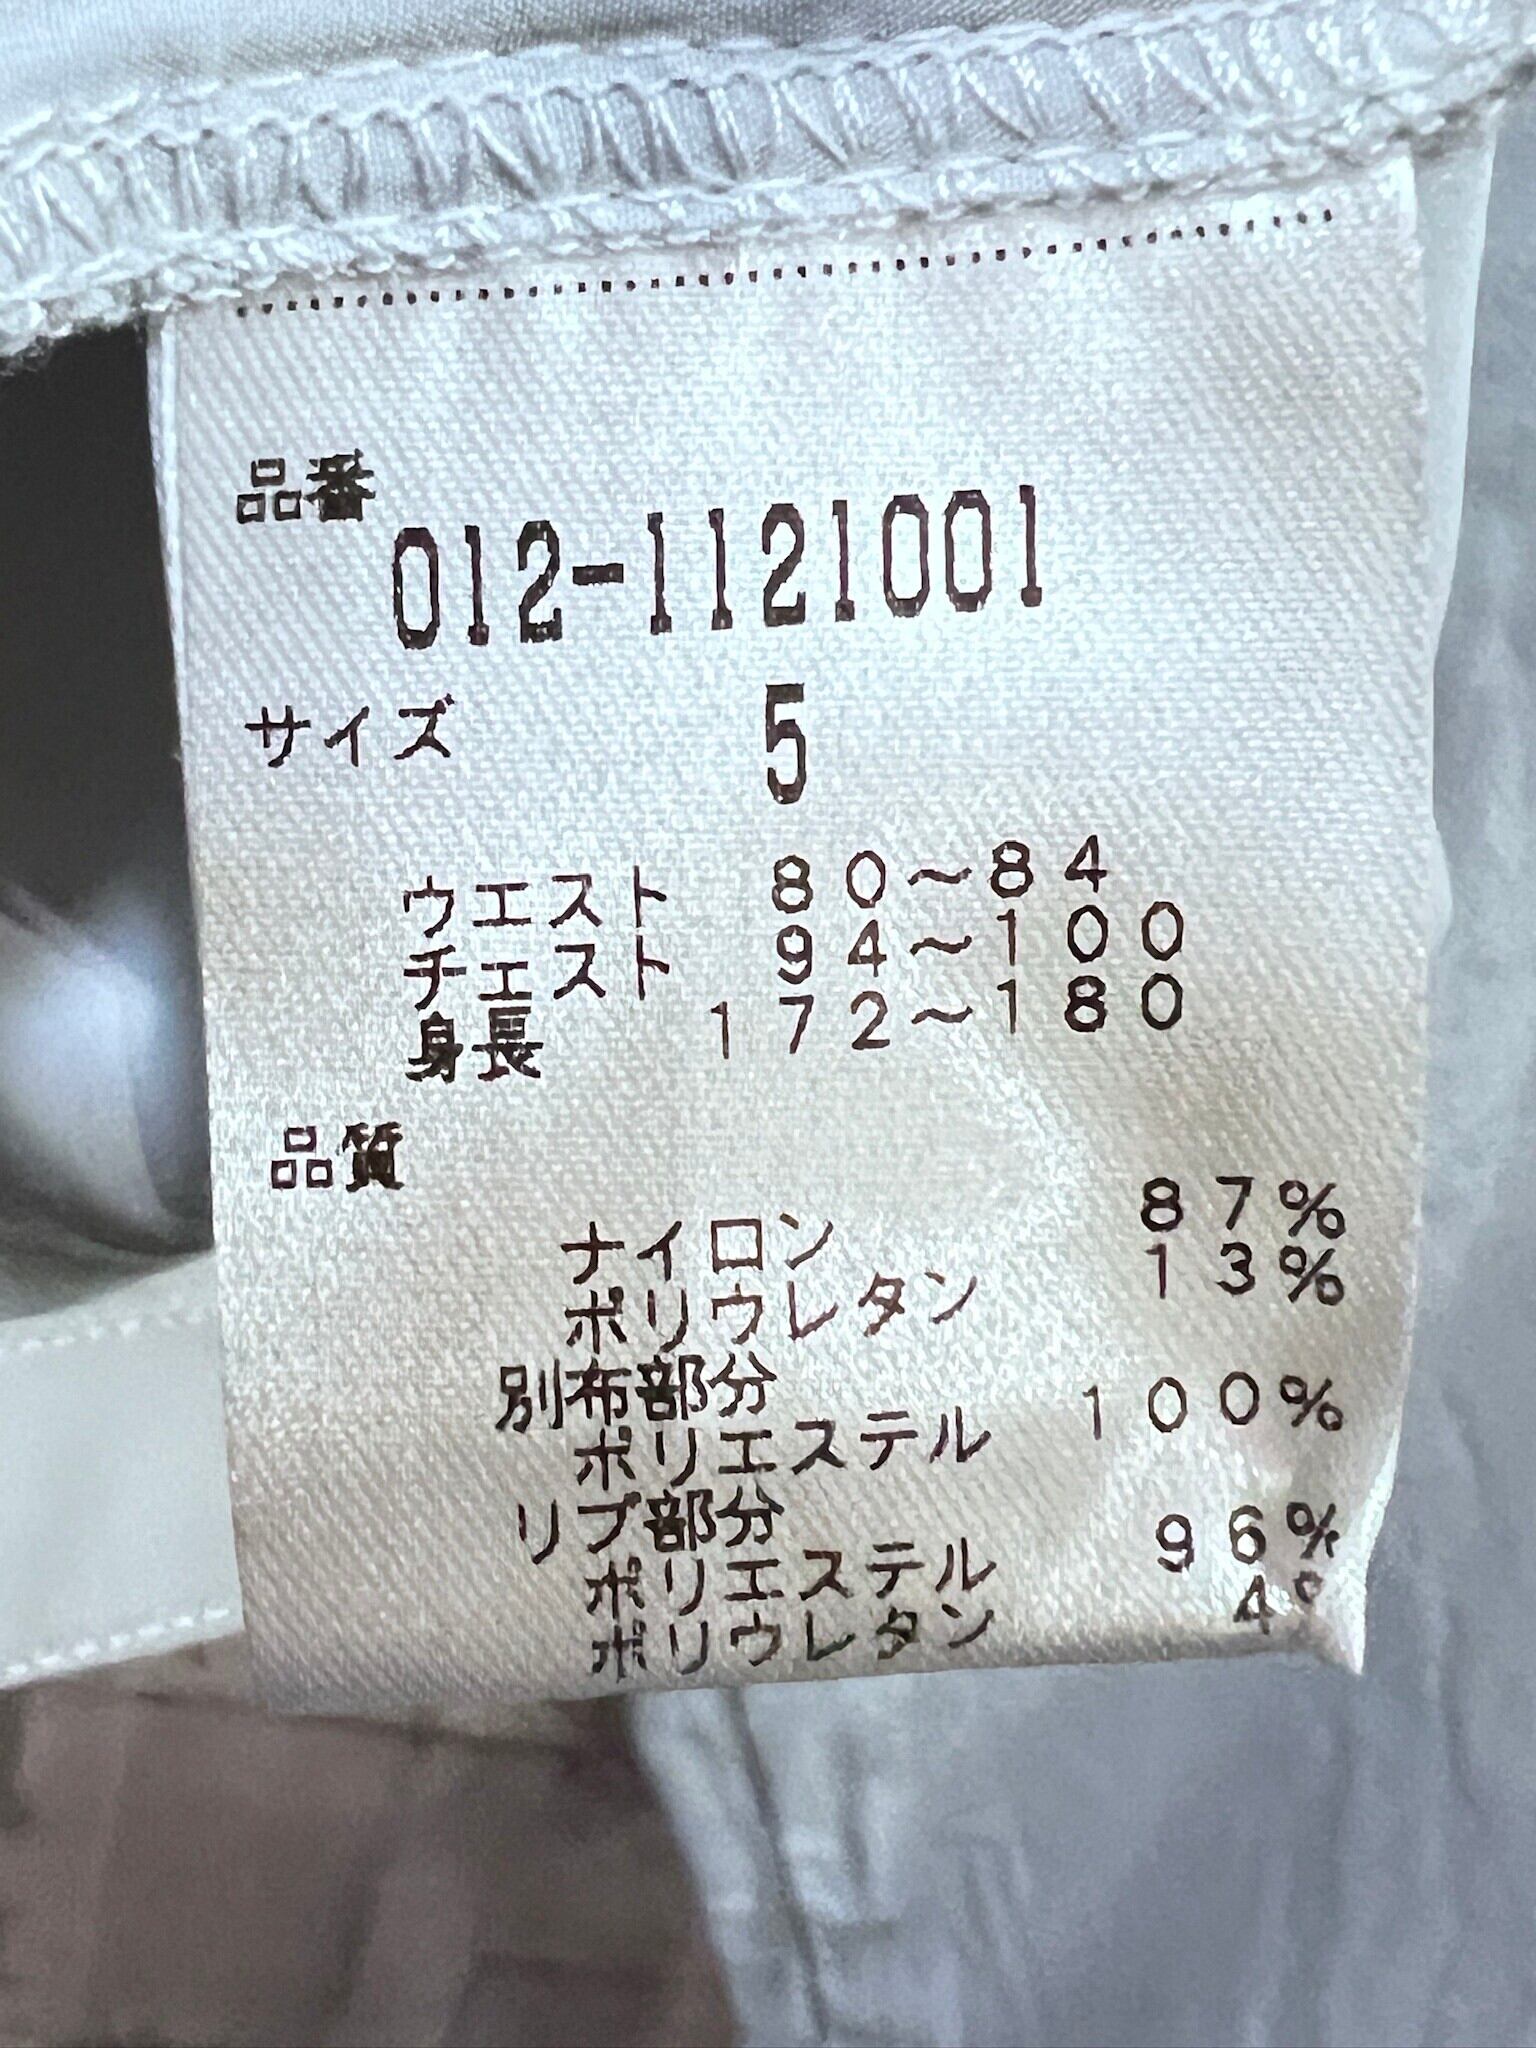 品番
012-1121001
サイズ 5
ウエスト 80〜84
チェスト 94〜100
身長 172〜180
品質
ナイロン 87%
ポリウレタン 13%
別布部分
ポリエステル 100%
リブ部分
ポリエステル 96%
ポリウレタン 4%